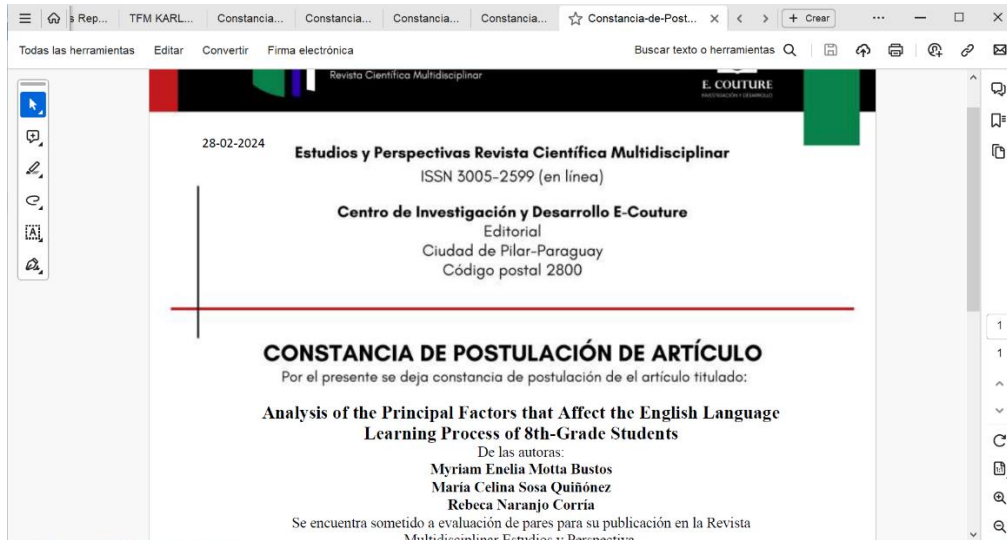 s Rep...
TFM KARL...
Constancia...
Constancia...
Constancia...
Constancia...
Constancia-de-Post...
+ Crear
Todas las herramientas
Editar
Convertir
Firma electrónica
Buscar texto o herramientas
Revista Científica Multidisciplinar
E. COUTURE
28-02-2024
Estudios y Perspectivas Revista Científica Multidisciplinar
ISSN 3005-2599 (en línea)
Centro de Investigación y Desarrollo E-Couture
Editorial
Ciudad de Pilar-Paraguay
Código postal 2800
CONSTANCIA DE POSTULACIÓN DE ARTÍCULO
Por el presente se deja constancia de postulación de el artículo titulado:
Analysis of the Principal Factors that Affect the English Language
Learning Process of 8th-Grade Students
De las autoras:
Myriam Enelia Motta Bustos
María Celina Sosa Quiñónez
Rebeca Naranjo Corría
Se encuentra sometido a evaluación de pares para su publicación en la Revista
Multidisciplinar Estudios y Perspectiva
1
1